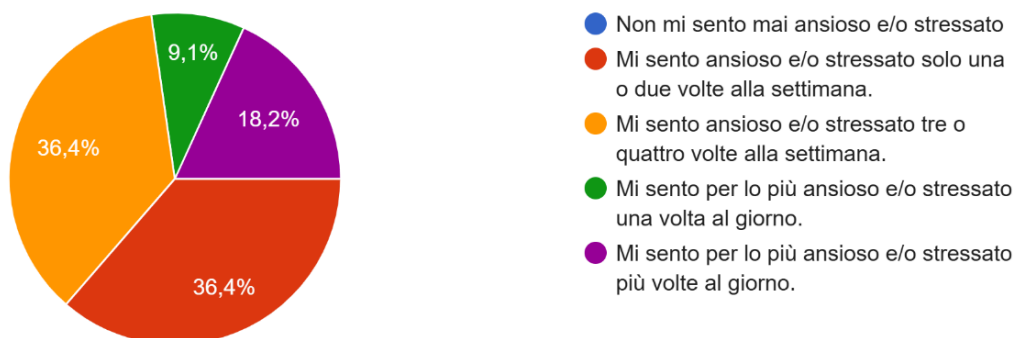 9,1%
18,2%
36,4%
36,4%
Non mi sento mai ansioso e/o stressato
Mi sento ansioso e/o stressato solo una
o due volte alla settimana.
Mi sento ansioso e/o stressato tre o
quattro volte alla settimana.
Mi sento per lo più ansioso e/o stressato
una volta al giorno.
Mi sento per lo più ansioso e/o stressato
più volte al giorno.